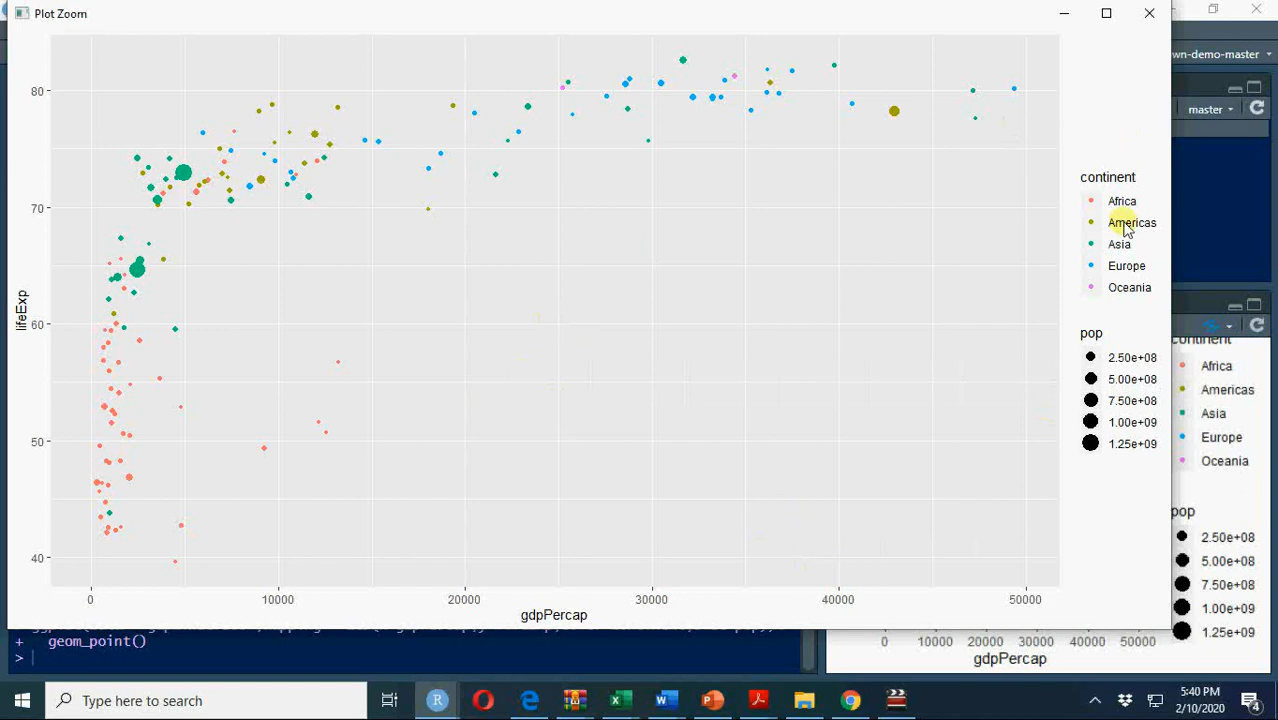 Plot Zoom
wn-demo-master
master
80
70
60
50
40
lifeExp
0 10000 20000 30000 40000 50000
gdpPercap
continent
Africa
Americas
Asia
Europe
Oceania
pop
2.50e+08
5.00e+08
7.50e+08
1.00e+09
1.25e+09
continent
Africa
Americas
Asia
Europe
Oceania
pop
2.50e+08
5.00e+08
7.50e+08
1.00e+09
1.25e+09
0 10000 20000 30000 40000 50000
gdpPercap
+ geom_point()
>
Type here to search
5:40 PM
2/10/2020
4